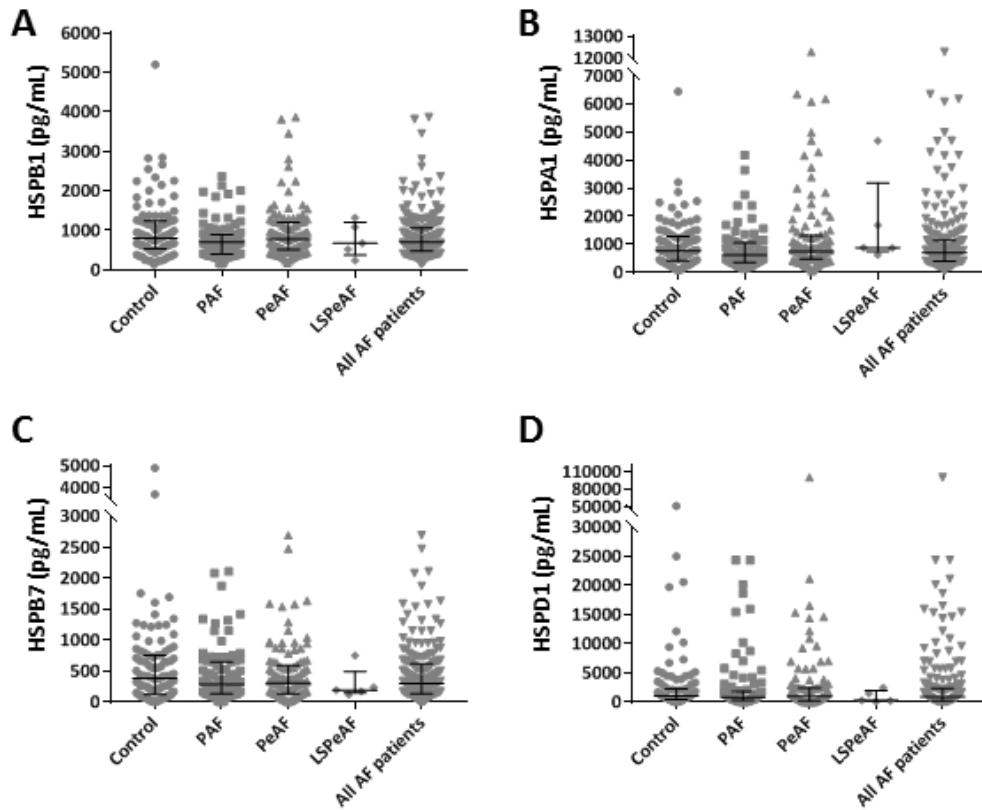 A
HSPB1 (pg/mL)
6000
5000
4000
3000
2000
1000
0
Control
PAF
PeAF
LSPeAF
All AF patients
B
HSPA1 (pg/mL)
13000
12000
7000
6000
5000
4000
3000
2000
1000
0
Control
PAF
PeAF
LSPeAF
All AF patients
C
HSPB7 (pg/mL)
5000
4000
3000
2500
2000
1500
1000
500
0
Control
PAF
PeAF
LSPeAF
All AF patients
D
HSPD1 (pg/mL)
110000
80000
50000
30000
25000
20000
15000
10000
5000
0
Control
PAF
PeAF
LSPeAF
All AF patients